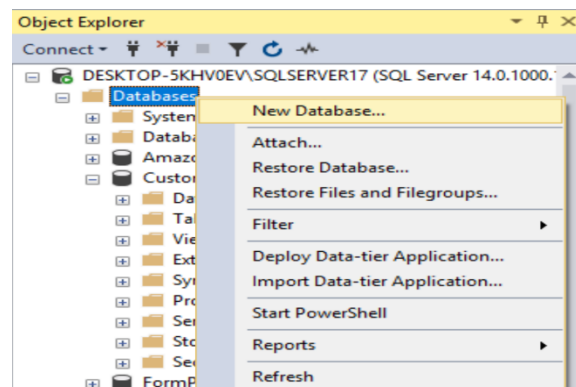 Object Explorer
Connect
DESKTOP-5KHV0EV\SQLSERVER17 (SQL Server 14.0.1000.
Databases
New Database...
Attach...
Restore Database...
Restore Files and Filegroups...
Filter
Deploy Data-tier Application...
Import Data-tier Application...
Start PowerShell
Reports
Refresh